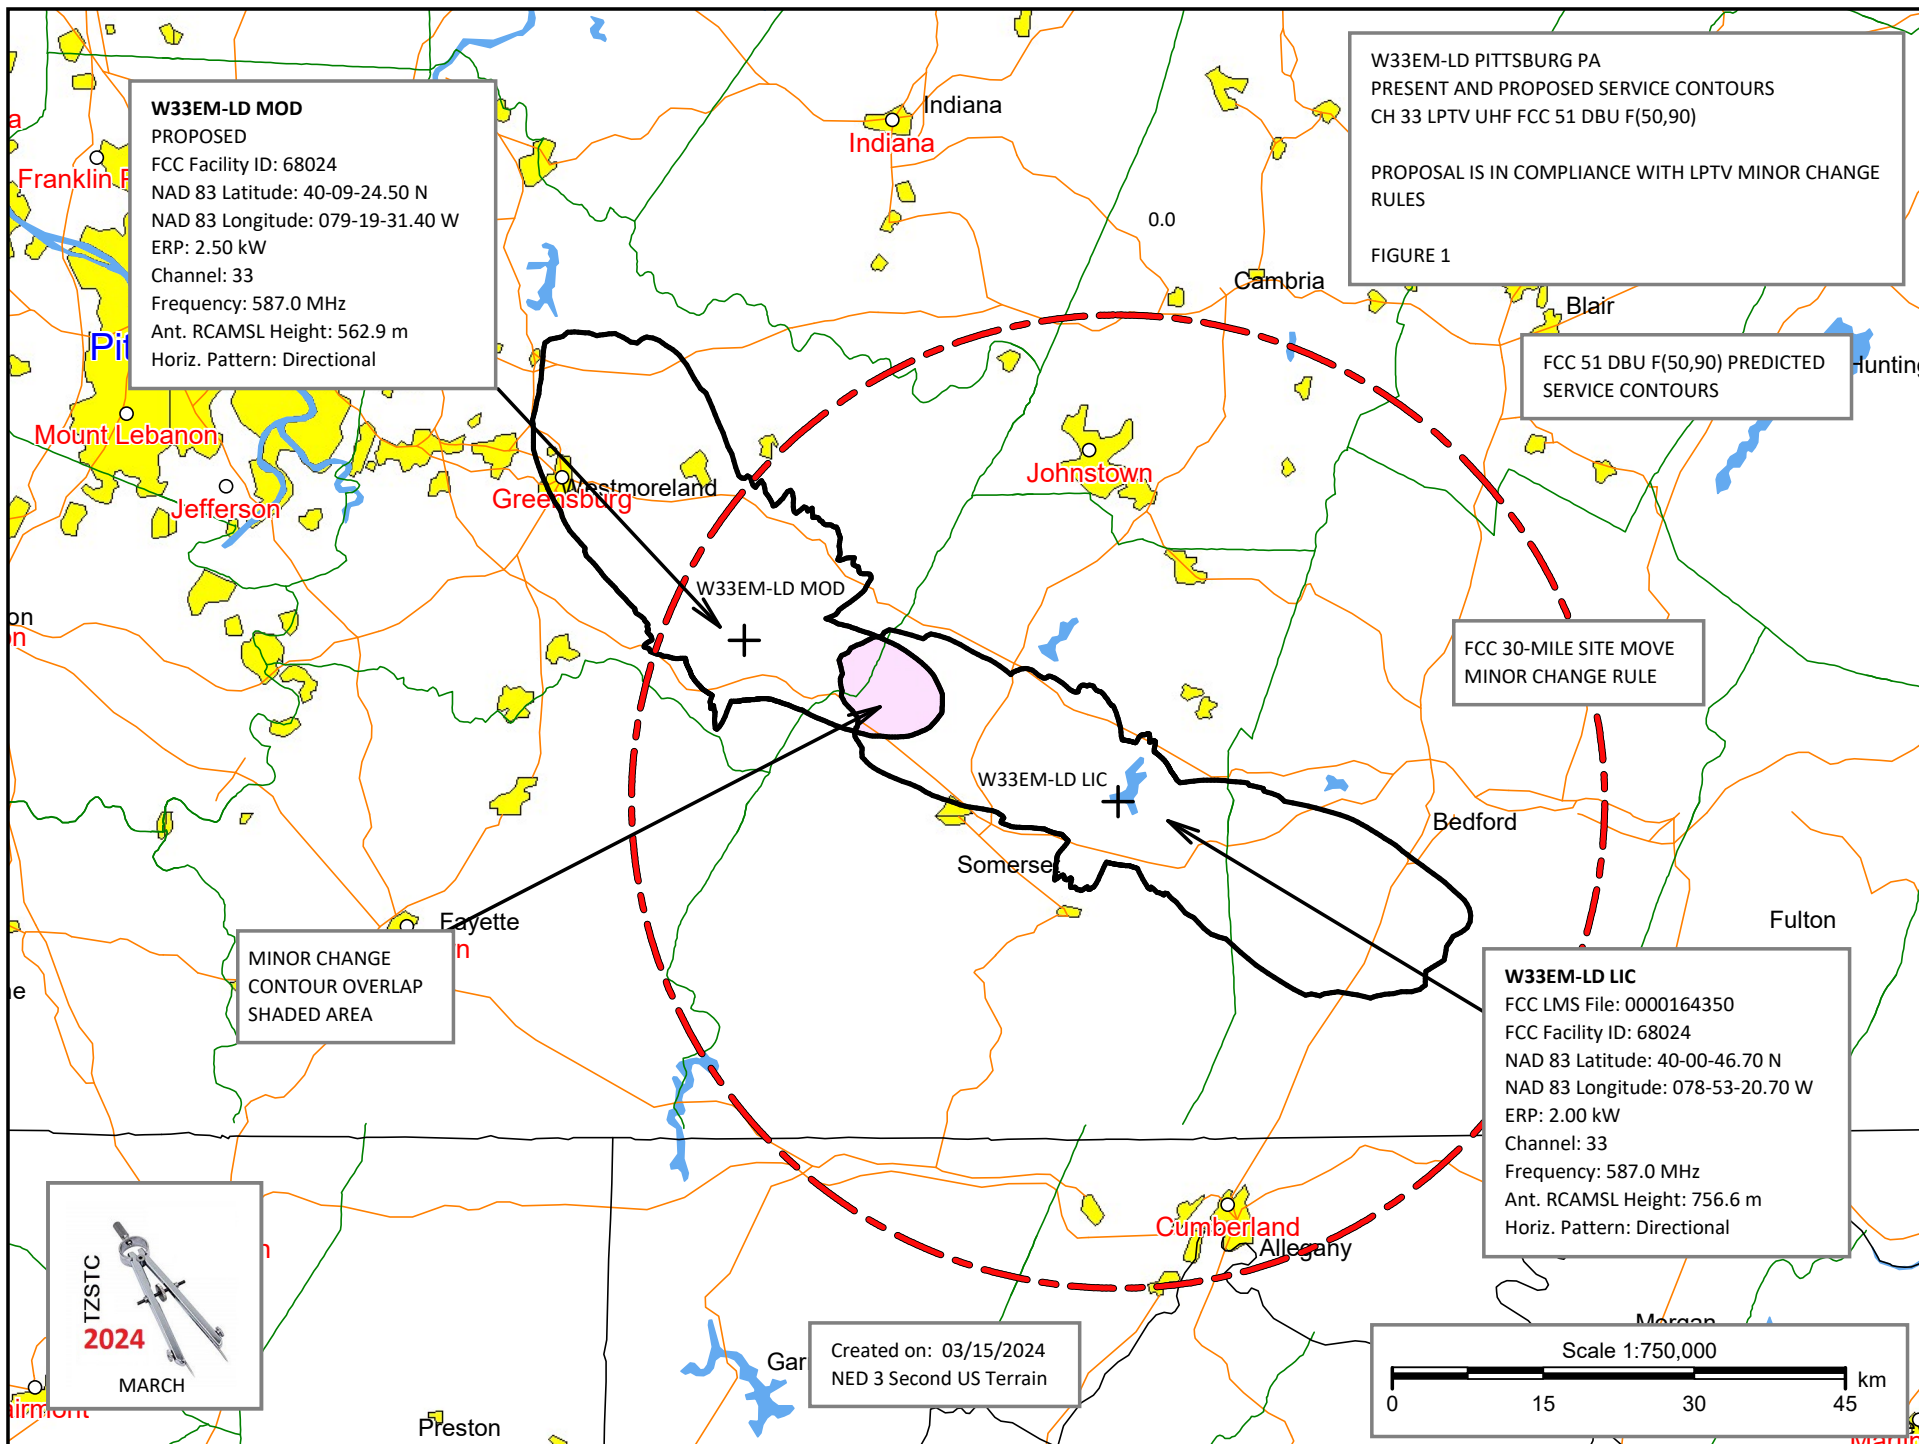 W33EM-LD MOD
PROPOSED
FCC Facility ID: 68024
NAD 83 Latitude: 40-09-24.50 N
NAD 83 Longitude: 079-19-31.40 W
ERP: 2.50 kW
Channel: 33
Frequency: 587.0 MHz
Ant. RCAMSL Height: 562.9 m
Horiz. Pattern: Directional
W33EM-LD PITTSBURG PA
PRESENT AND PROPOSED SERVICE CONTOURS
CH 33 LPTV UHF FCC 51 DBU F(50,90)
PROPOSAL IS IN COMPLIANCE WITH LPTV MINOR CHANGE
RULES
FIGURE 1
Indiana
Indiana
Franklin
0.0
Cambria
Blair
FCC 51 DBU F(50,90) PREDICTED
SERVICE CONTOURS
Hunting
Pit
Mount Lebanon
Jefferson
Westmoreland
Greensburg
Johnstown
W33EM-LD MOD
FCC 30-MILE SITE MOVE
MINOR CHANGE RULE
on
n
W33EM-LD LIC
Bedford
Somerse
Fayette
n
Fulton
MINOR CHANGE
CONTOUR OVERLAP
SHADED AREA
W33EM-LD LIC
FCC LMS File: 0000164350
FCC Facility ID: 68024
NAD 83 Latitude: 40-00-46.70 N
NAD 83 Longitude: 078-53-20.70 W
ERP: 2.00 kW
Channel: 33
Frequency: 587.0 MHz
Ant. RCAMSL Height: 756.6 m
Horiz. Pattern: Directional
Cumberland
Allegany
TZSTC
2024
MARCH
Gar
Created on: 03/15/2024
NED 3 Second US Terrain
Morgan
Scale 1:750,000
km
0 15 30 45
airmont
Preston